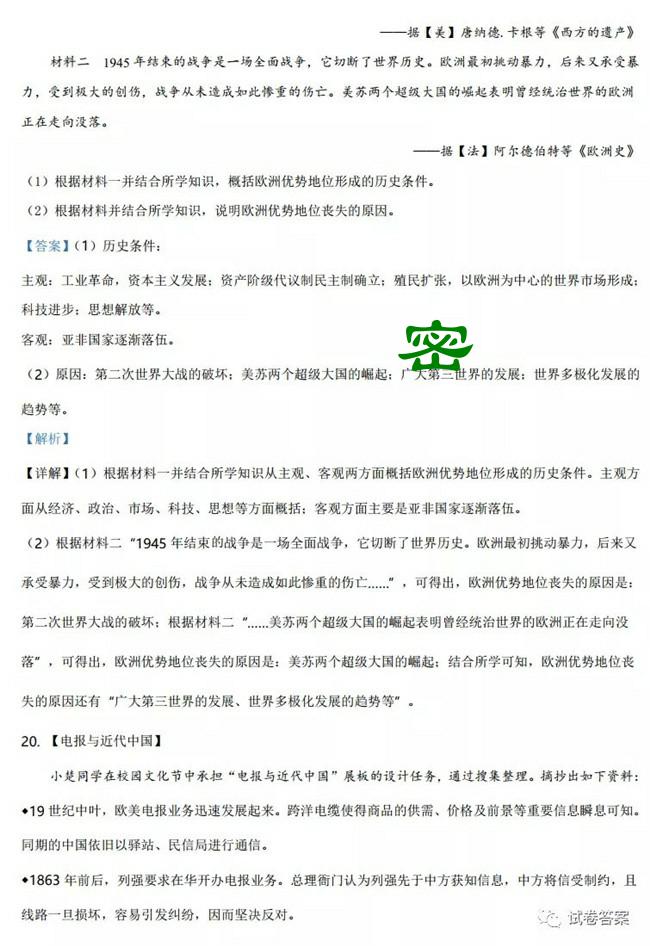 ——据【美】唐纳德.卡根等《西方的遗产》
材料二 1945年结束的战争是一场全面战争，它切断了世界历史。欧洲最初挑动暴力，后来又承受暴
力，受到极大的创伤，战争从未造成如此惨重的伤亡。美苏两个超级大国的崛起表明曾经统治世界的欧洲
正在走向没落。
——据【法】阿尔德伯特等《欧洲史》
（1）根据材料一并结合所学知识，概括欧洲优势地位形成的历史条件。
（2）根据材料并结合所学知识，说明欧洲优势地位丧失的原因。
【答案】（1）历史条件：
主观：工业革命，资本主义发展；资产阶级代议制民主制确立；殖民扩张，以欧洲为中心的世界市场形成；
科技进步；思想解放等。
客观：亚非国家逐渐落伍。
密
（2）原因：第二次世界大战的破坏；美苏两个超级大国的崛起；广大第三世界的发展；世界多极化发展的
趋势等。
【解析】
【详解】（1）根据材料一并结合所学知识从主观、客观两方面概括欧洲优势地位形成的历史条件。主观方
面从经济、政治、市场、科技、思想等方面概括；客观方面主要是亚非国家逐渐落伍。
（2）根据材料二“1945年结束的战争是一场全面战争，它切断了世界历史。欧洲最初挑动暴力，后来又
承受暴力，受到极大的创伤，战争从未造成如此惨重的伤亡……”，可得出，欧洲优势地位丧失的原因是：
第二次世界大战的破坏；根据材料二“……美苏两个超级大国的崛起表明曾经统治世界的欧洲正在走向没
落”，可得出，欧洲优势地位丧失的原因是：美苏两个超级大国的崛起；结合所学可知，欧洲优势地位丧
失的原因还有“广大第三世界的发展、世界多极化发展的趋势等”。
20. 【电报与近代中国】
小楚同学在校园文化节中承担“电报与近代中国”展板的设计任务，通过搜集整理。摘抄出如下资料：
◆19世纪中叶，欧美电报业务迅速发展起来。跨洋电缆使得商品的供需、价格及前景等重要信息瞬息可知。
同期的中国依旧以驿站、民信局进行通信。
◆1863年前后，列强要求在华开办电报业务。总理衙门认为列强先于中方获知信息，中方将信受制约，且
线路一旦损坏，容易引发纠纷，因而坚决反对。
试卷答案